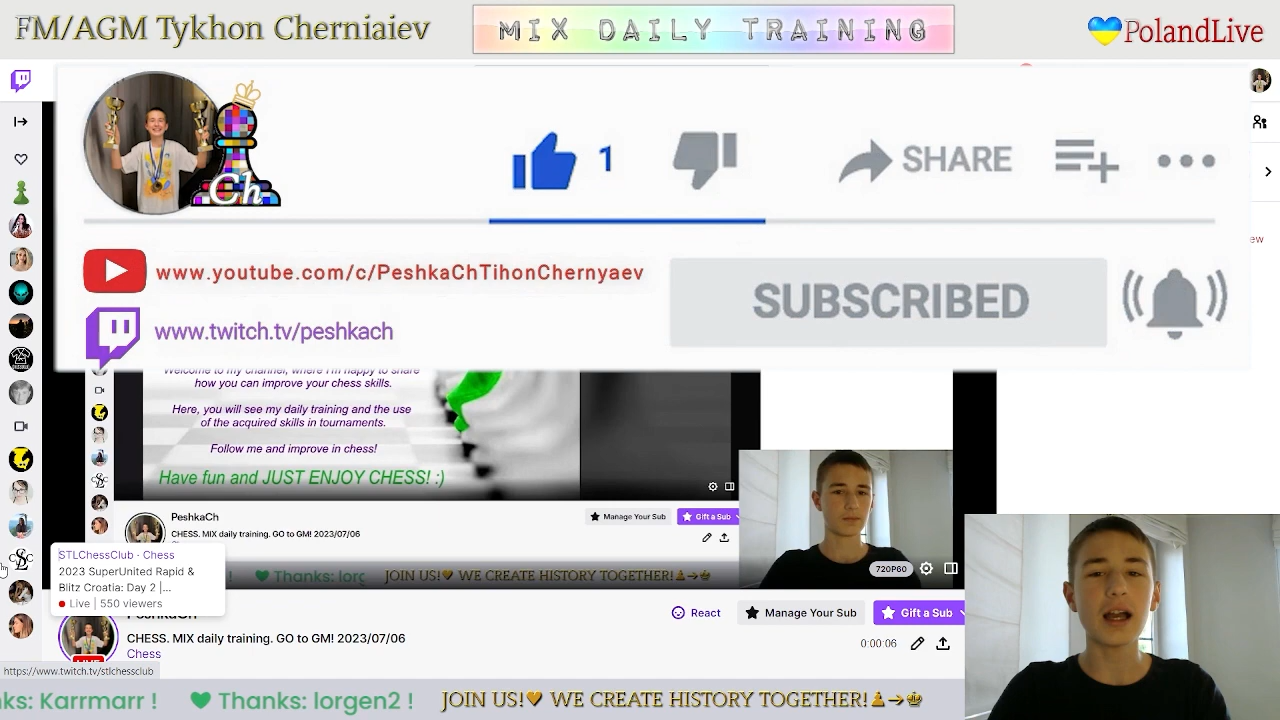 FM/AGM Tykhon Cherniaiev
MIX DAILY TRAINING
PolandLive
Ch
1
SHARE
www.youtube.com/c/PeshkaChTihonChernyaev
www.twitch.tv/peshkach
SUBSCRIBED
ew
Welcome to my channel, where I'm happy to share
how you can improve your chess skills.
Here, you will see my daily training and the use
of the acquired skills in tournaments.
Follow me and improve in chess!
Have fun and JUST ENJOY CHESS! :)
PeshkaCh
Manage Your Sub
Gift a Sub
CHESS. MIX daily training. GO to GM! 2023/07/06
STLChessClub · Chess
2023 SuperUnited Rapid &
Blitz Croatia: Day 2 |...
Live | 550 viewers
! Thanks: lorg
JOIN US! WE CREATE HISTORY TOGETHER!
720P60
PeshkaCh
React
Manage Your Sub
Gift a Sub
CHESS. MIX daily training. GO to GM! 2023/07/06
0:00:06
Chess
LIVE
https://www.twitch.tv/stlchessclub
ks: Karrmarr ! Thanks: lorgen2 ! JOIN US! WE CREATE HISTORY TOGETHER!